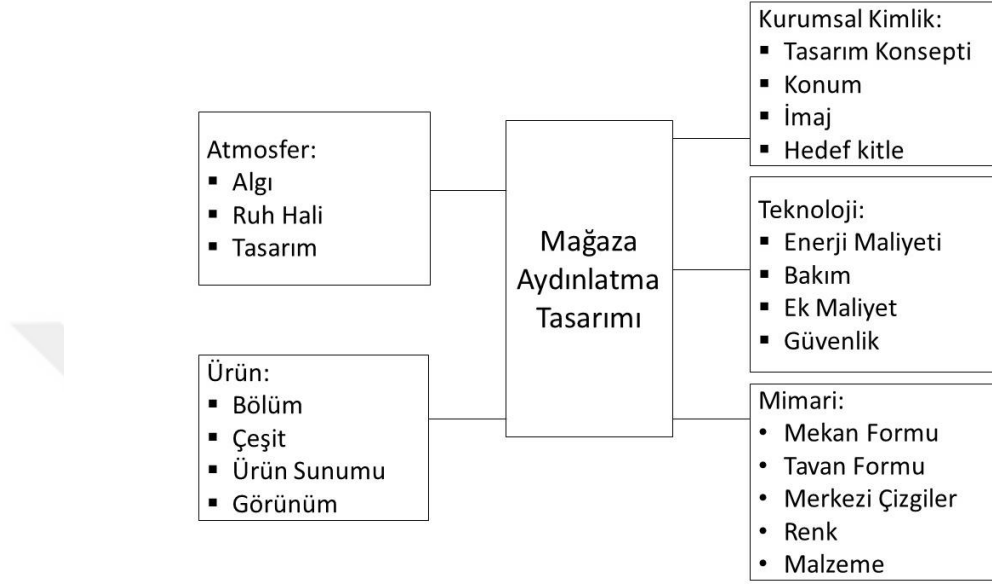 Atmosfer:
▪ Algı
▪ Ruh Hali
▪ Tasarım
Ürün:
▪ Bölüm
▪ Çeşit
▪ Ürün Sunumu
▪ Görünüm
Mağaza
Aydınlatma
Tasarımı
Kurumsal Kimlik:
▪ Tasarım Konsepti
▪ Konum
▪ İmaj
▪ Hedef kitle
Teknoloji:
▪ Enerji Maliyeti
▪ Bakım
▪ Ek Maliyet
▪ Güvenlik
Mimari:
• Mekan Formu
• Tavan Formu
• Merkezi Çizgiler
• Renk
• Malzeme